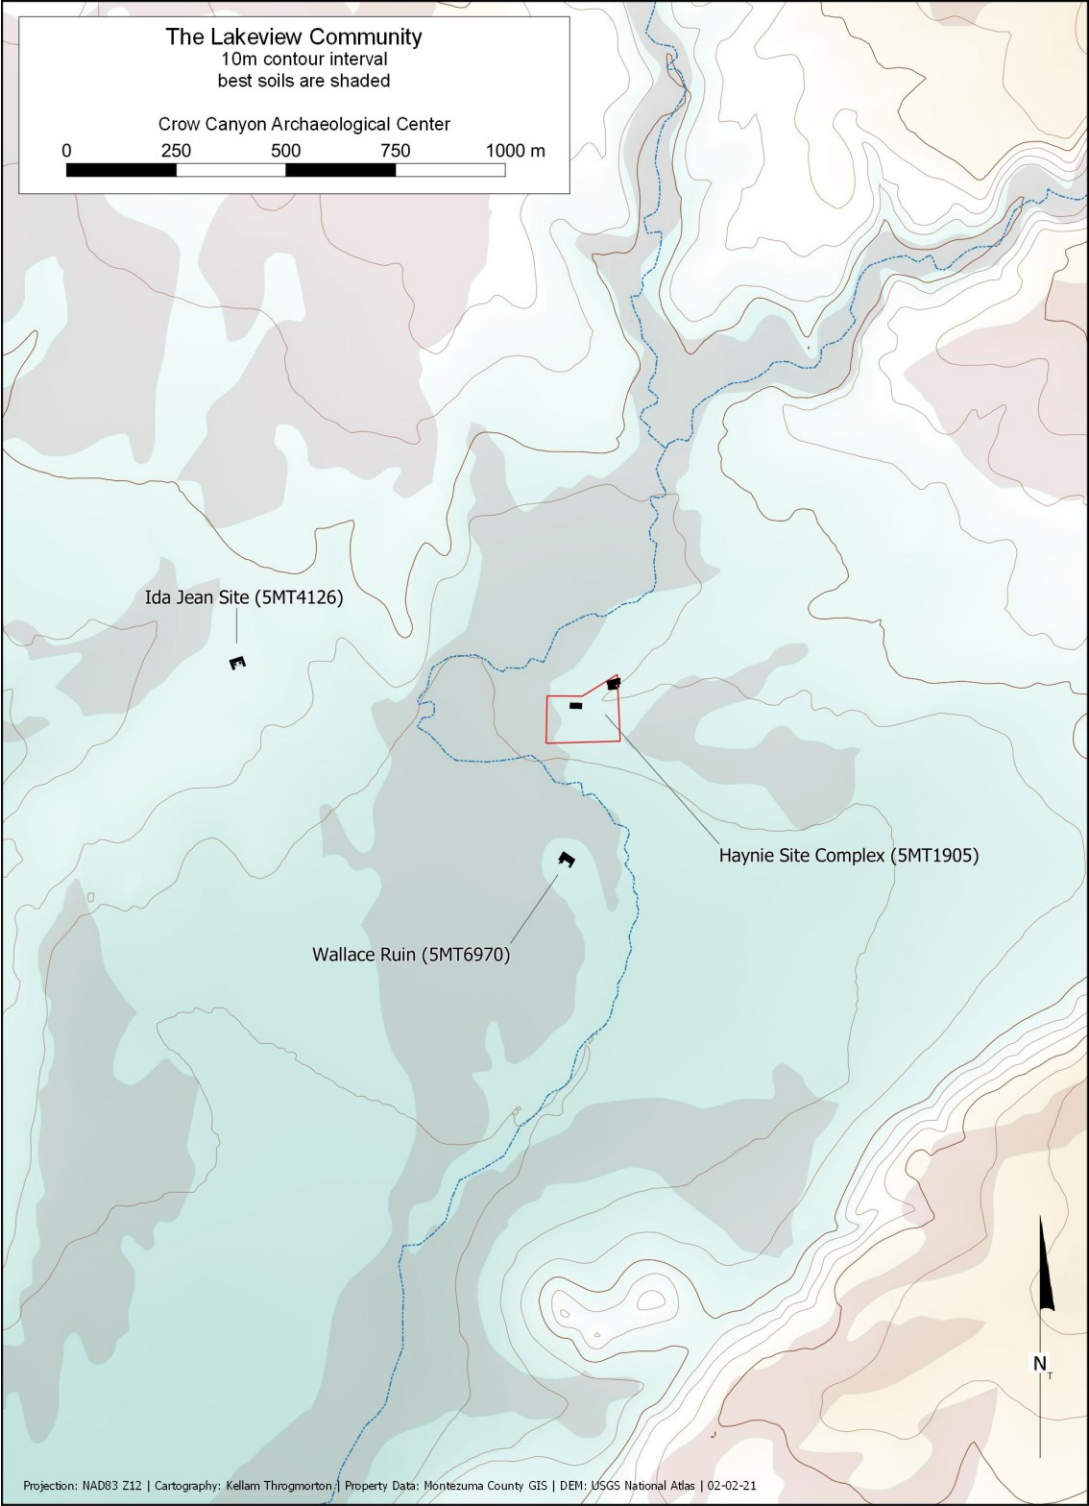 The Lakeview Community
10m contour interval
best soils are shaded
Crow Canyon Archaeological Center
0 250 500 750 1000 m
Ida Jean Site (5MT4126)
Haynie Site Complex (5MT1905)
Wallace Ruin (5MT6970)
N
T
Projection: NAD83 Z12 | Cartography: Kellam Throgmorton | Property Data: Montezuma County GIS | DEM: USGS National Atlas | 02-02-21